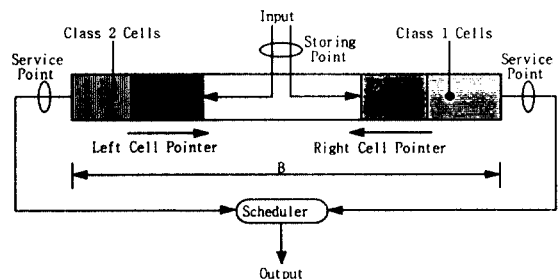 Input
Class 2 Cells
Storing
Point
Class 1 Cells
Service
Point
Service
Point
Left Cell Pointer
Right Cell Pointer
B
Scheduler
Output